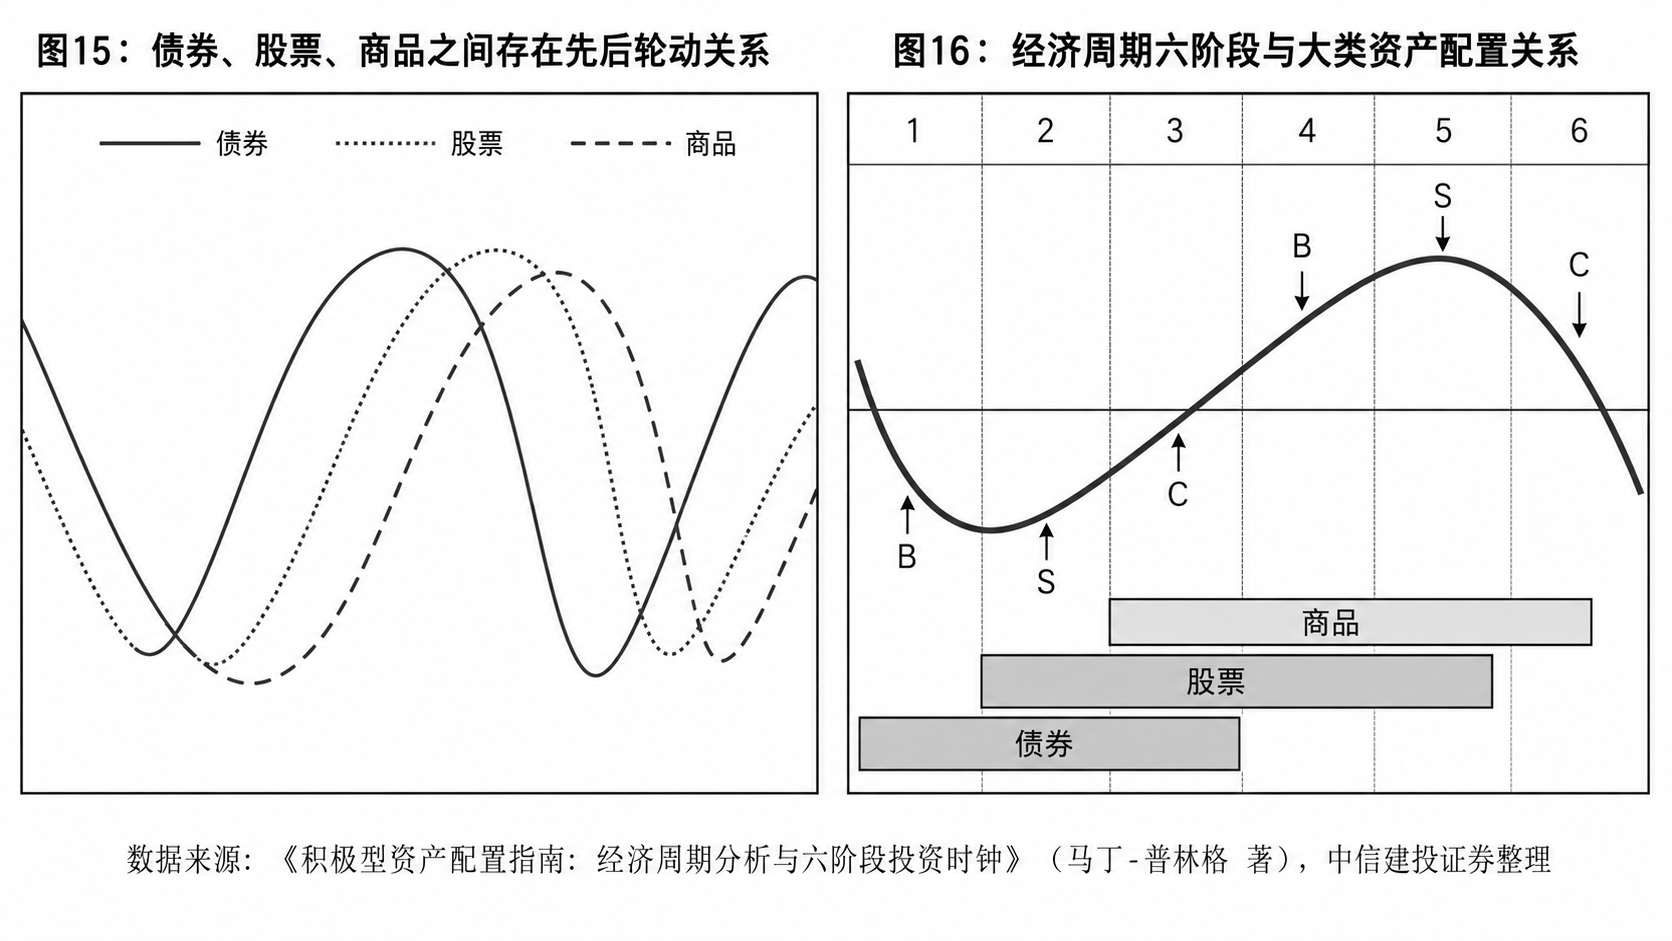 图15：债券、股票、商品之间存在先后轮动关系
债券 股票 商品
图16：经济周期六阶段与大类资产配置关系
1 2 3 4 5 6
S
B
C
C
B
S
商品
股票
债券
数据来源：《积极型资产配置指南：经济周期分析与六阶段投资时钟》（马丁-普林格 著），中信建投证券整理